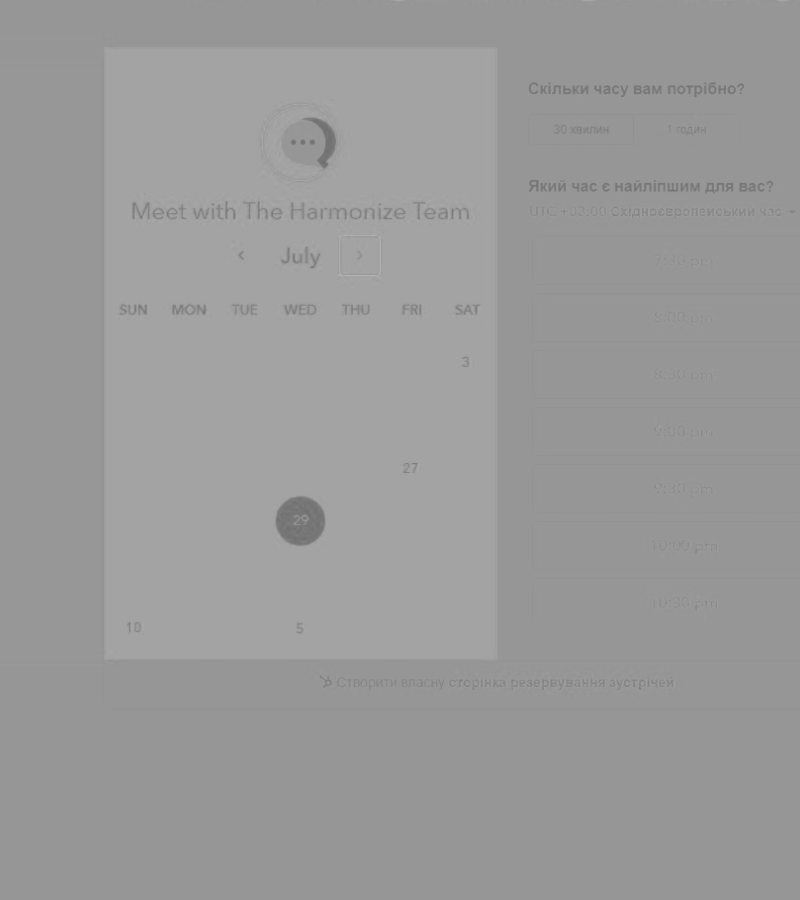 Meet with The Harmonize Team
July
SUN MON TUE WED THU FRI SAT
3
27
29
10 5
Скільки часу вам потрібно?
30 хвилин 1 годин
Який час є найліпшим для вас?
UTC +03:00 Східноєвропейський час
7:30 pm
8:00 pm
8:30 pm
9:00 pm
pm
10:00 pm
10:30 pm
Створити власну сторінка резервування зустрічей